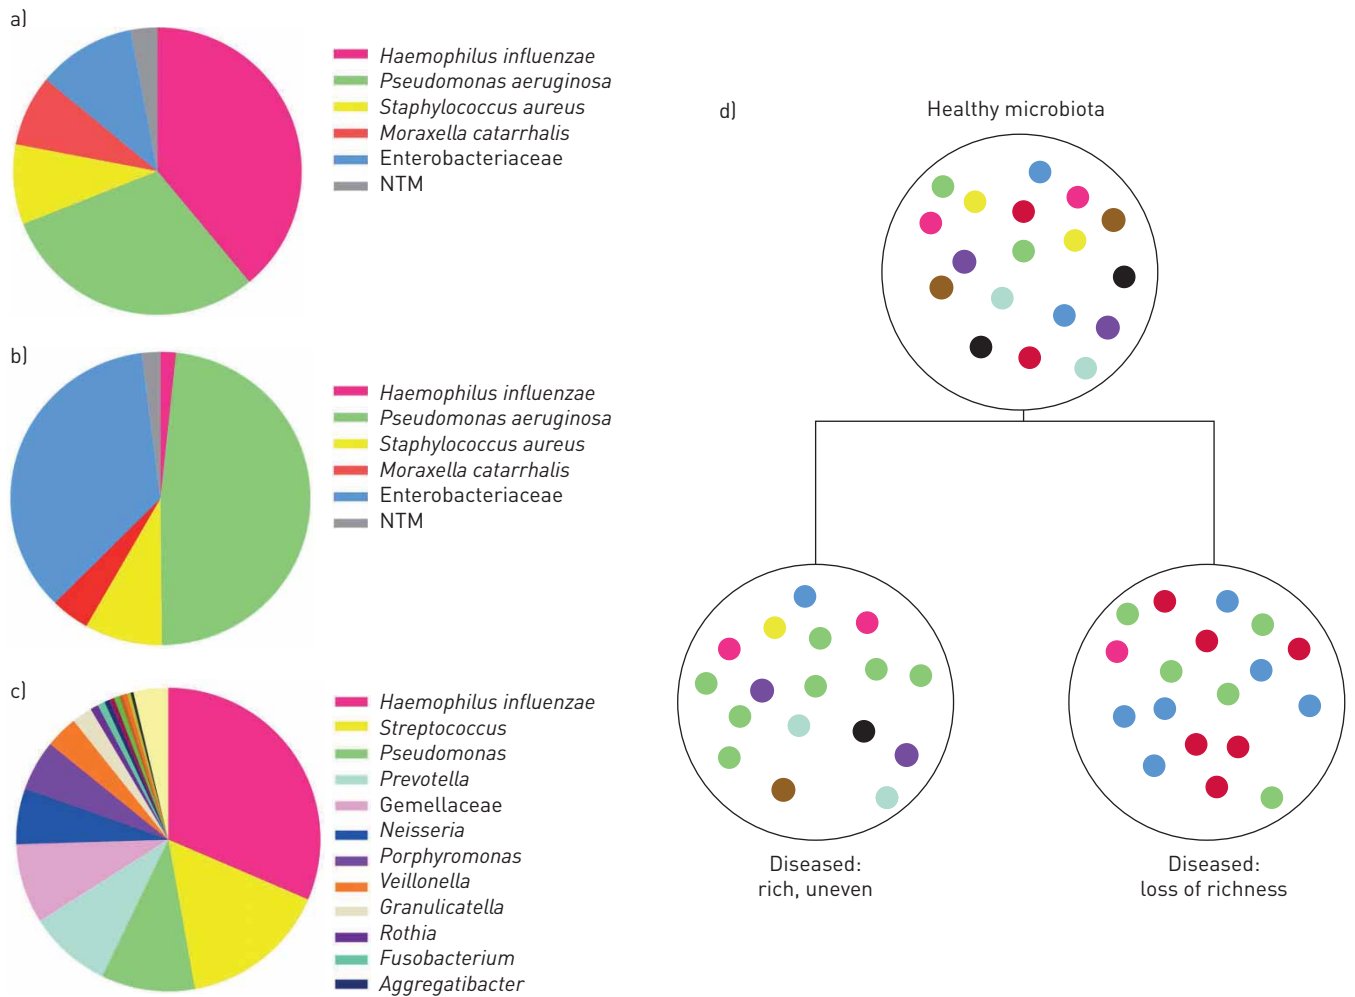 a)
Haemophilus influenzae
Pseudomonas aeruginosa
Staphylococcus aureus
Moraxella catarrhalis
Enterobacteriaceae
NTM
b)
Haemophilus influenzae
Pseudomonas aeruginosa
Staphylococcus aureus
Moraxella catarrhalis
Enterobacteriaceae
NTM
c)
Haemophilus influenzae
Streptococcus
Pseudomonas
Prevotella
Gemellaceae
Neisseria
Porphyromonas
Veillonella
Granulicatella
Rothia
Fusobacterium
Aggregatibacter
d)
Healthy microbiota
Diseased:
rich, uneven
Diseased:
loss of richness